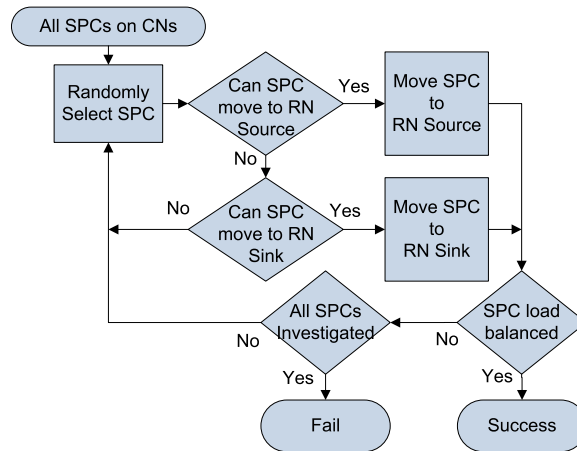 All SPCs on CNs
Randomly
Select SPC
Can SPC
move to RN
Source
Yes
Move SPC
to
RN Source
No
Can SPC
move to RN
Sink
No
Yes
Move SPC
to
RN Sink
All SPCs
Investigated
No
Yes
SPC load
balanced
No
Yes
Fail
Success